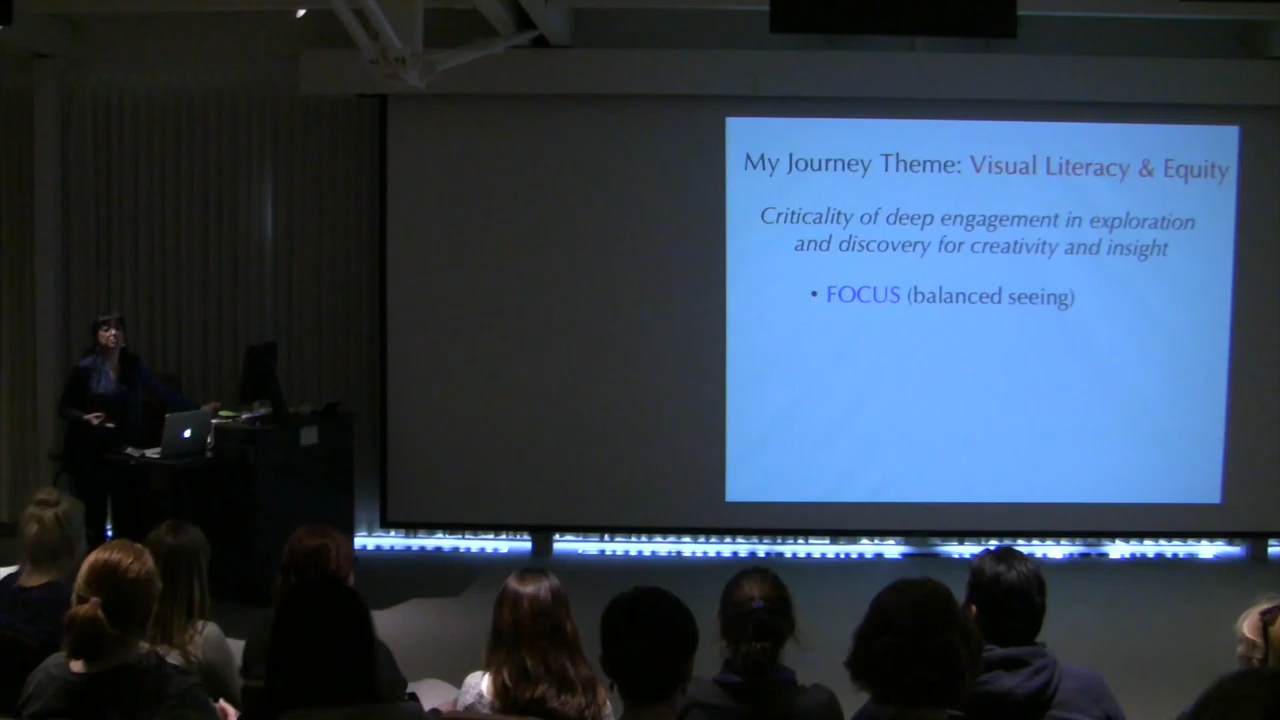 My Journey Theme: Visual Literacy & Equity
Criticality of deep engagement in exploration
and discovery for creativity and insight
• FOCUS (balanced seeing)